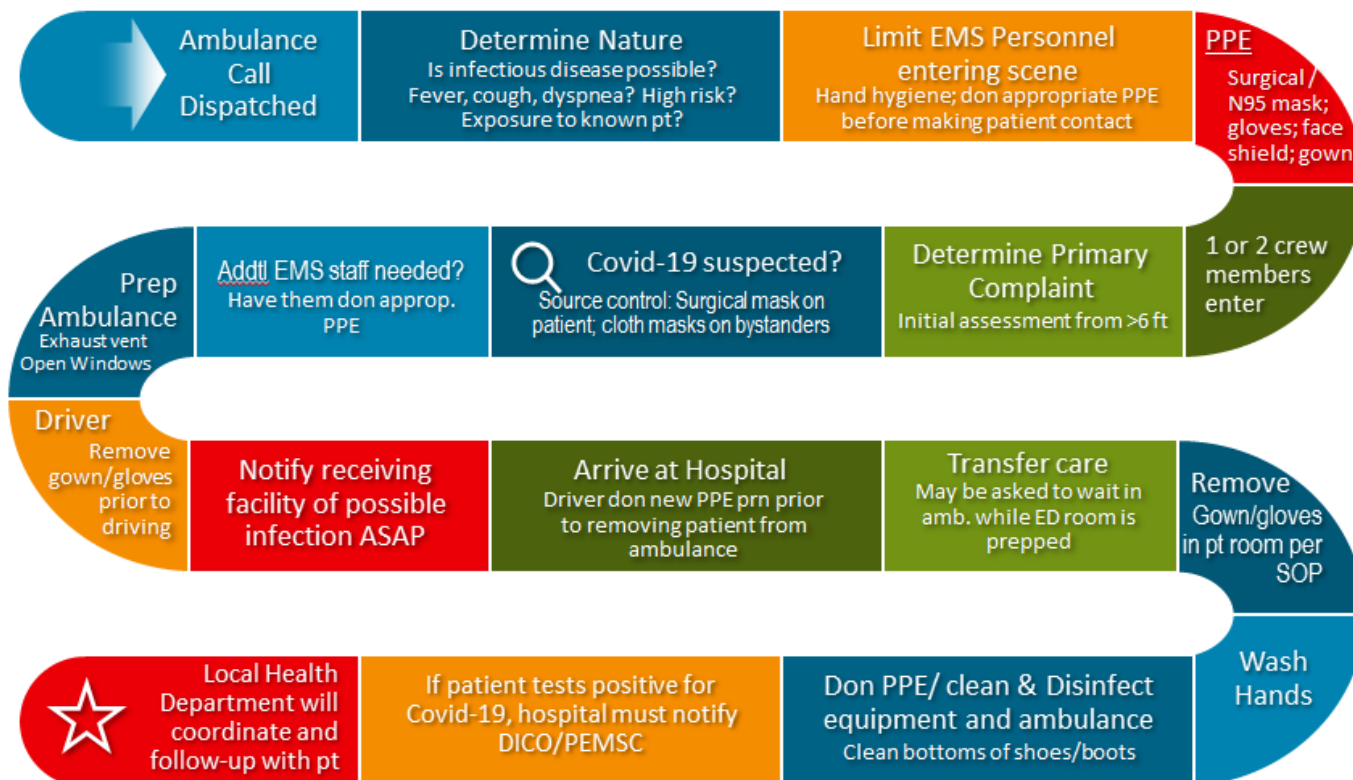 Ambulance
Call
Dispatched
Determine Nature
Is infectious disease possible?
Fever, cough, dyspnea? High risk?
Exposure to known pt?
Limit EMS Personnel
entering scene
Hand hygiene; don appropriate PPE
before making patient contact
PPE
Surgical /
N95 mask;
gloves; face
shield; gown
1 or 2 crew
members
enter
Determine Primary
Complaint
Initial assessment from >6 ft
Covid-19 suspected?
Source control: Surgical mask on
patient; cloth masks on bystanders
Addtl EMS staff needed?
Have them don approp.
PPE
Prep
Ambulance
Exhaust vent
Open Windows
Driver
Remove
gown/gloves
prior to
driving
Notify receiving
facility of possible
infection ASAP
Arrive at Hospital
Driver don new PPE prn prior
to removing patient from
ambulance
Transfer care
May be asked to wait in
amb. while ED room is
prepped
Remove
Gown/gloves
in pt room per
SOP
Wash
Hands
Don PPE/ clean & Disinfect
equipment and ambulance
Clean bottoms of shoes/boots
If patient tests positive for
Covid-19, hospital must notify
DICO/PEMSC
Local Health
Department will
coordinate and
follow-up with pt